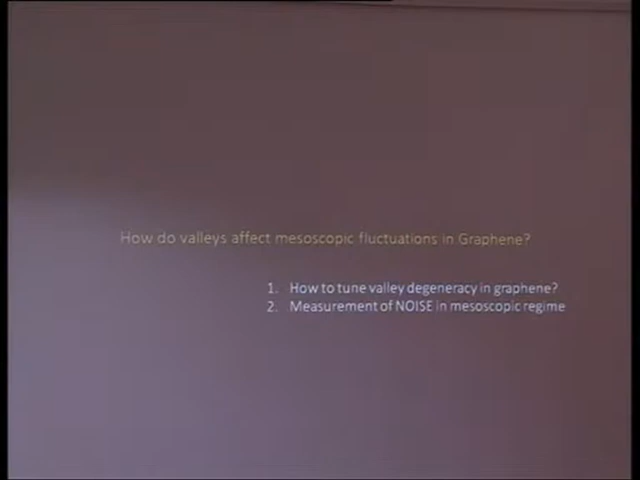 How do valleys affect mesoscopic fluctuations in Graphene?
1. How to tune valley degeneracy in graphene?
2. Measurement of NOISE in mesoscopic regime